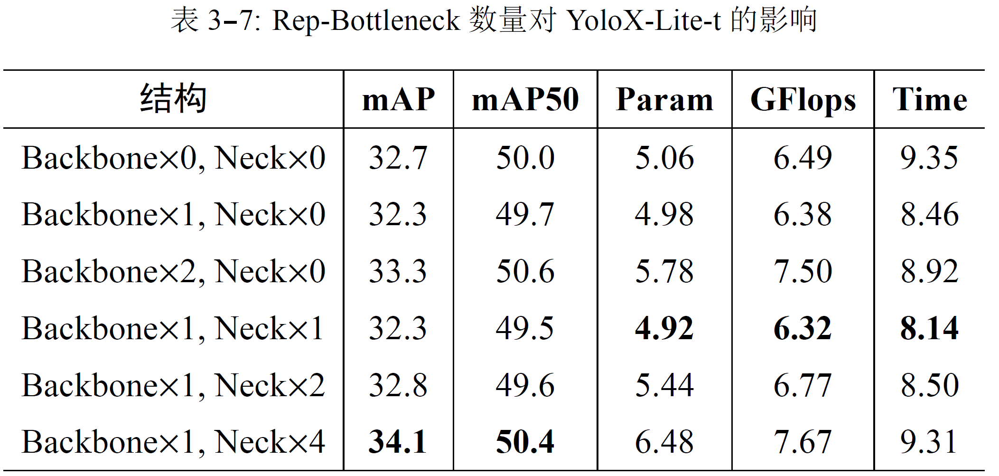 表 3–7: Rep-Bottleneck 数量对 YoloX-Lite-t 的影响
结构 mAP mAP50 Param GFlops Time
Backbone×0, Neck×0 32.7 50.0 5.06 6.49 9.35
Backbone×1, Neck×0 32.3 49.7 4.98 6.38 8.46
Backbone×2, Neck×0 33.3 50.6 5.78 7.50 8.92
Backbone×1, Neck×1 32.3 49.5 4.92 6.32 8.14
Backbone×1, Neck×2 32.8 49.6 5.44 6.77 8.50
Backbone×1, Neck×4 34.1 50.4 6.48 7.67 9.31